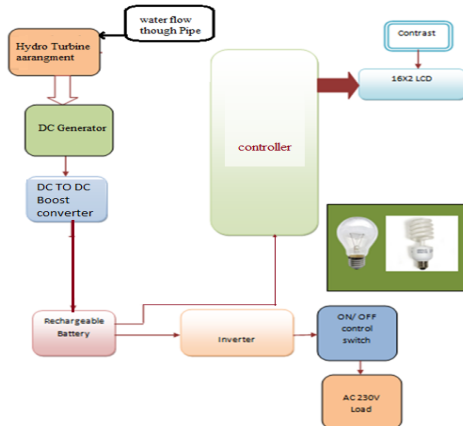 water flow
though Pipe
Hydro Turbine
aarangment
Contrast
16X2 LCD
DC Generator
controller
DC TO DC
Boost
converter
Rechargeable
Battery
Inverter
ON/ OFF
control
switch
AC 230V
Load